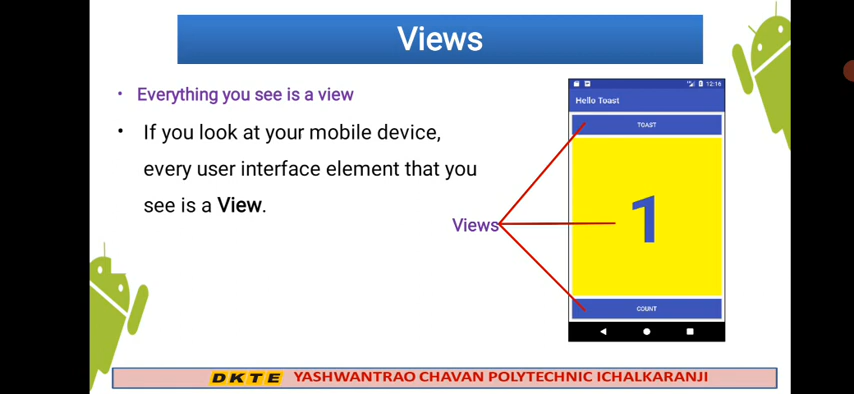 Views
• Everything you see is a view
• If you look at your mobile device,
every user interface element that you
see is a View.
Views
12:16
Hello Toast
TOAST
1
COUNT
DKTE YASHWANTRAO CHAVAN POLYTECHNIC ICHALKARANJI